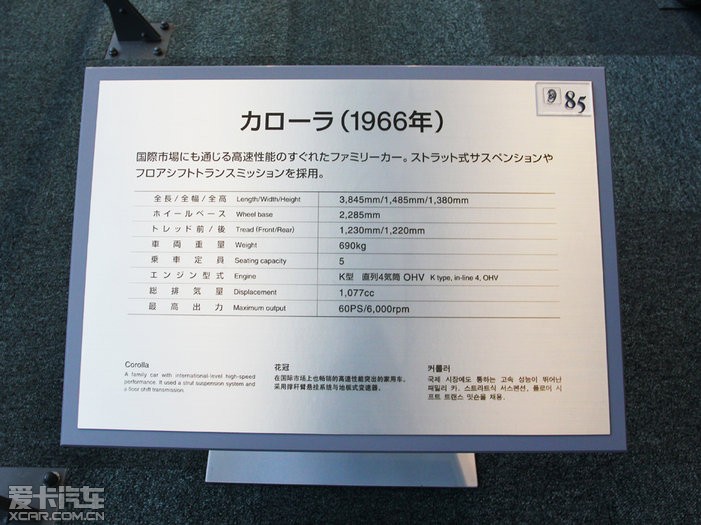 85
カローラ(1966年)
国際市場にも通じる高速性能のすぐれたファミリーカー。ストラット式サスペンションや
フロアシフトトランスミッションを採用。
全長/全幅/全高 Length/Width/Height 3,845mm/1,485mm/1,380mm
ホイールベース Wheel base 2,285mm
トレッド前/後 Tread (Front/Rear) 1,230mm/1,220mm
車両重量 Weight 690kg
乗車定員 Seating capacity 5
エンジン型式 Engine K型 直列4気筒 OHV K type, in-line 4, OHV
総排気量 Displacement 1,077cc
最高出力 Maximum output 60PS/6,000rpm
Corolla
A family car with international-level high-speed
performance. It used a strut suspension system and
a floor shift transmission.
花冠
在国际市场上也畅销的高速性能突出的家用车。
采用撑杆臂悬挂系统与地板式变速器。
커롤러
국제 시장에도 통하는 고속 성능이 뛰어난
패밀리 카. 스트리트식 서스펜션, 플로어 시
프트 트랜스 밋숀을 채용.
爱卡汽车
XCAR.COM.CN